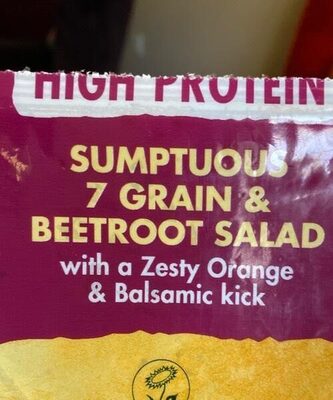 HIGH PROTEIN
SUMPTUOUS
7 GRAIN &
BEETROOT SALAD
with a Zesty Orange
& Balsamic kick